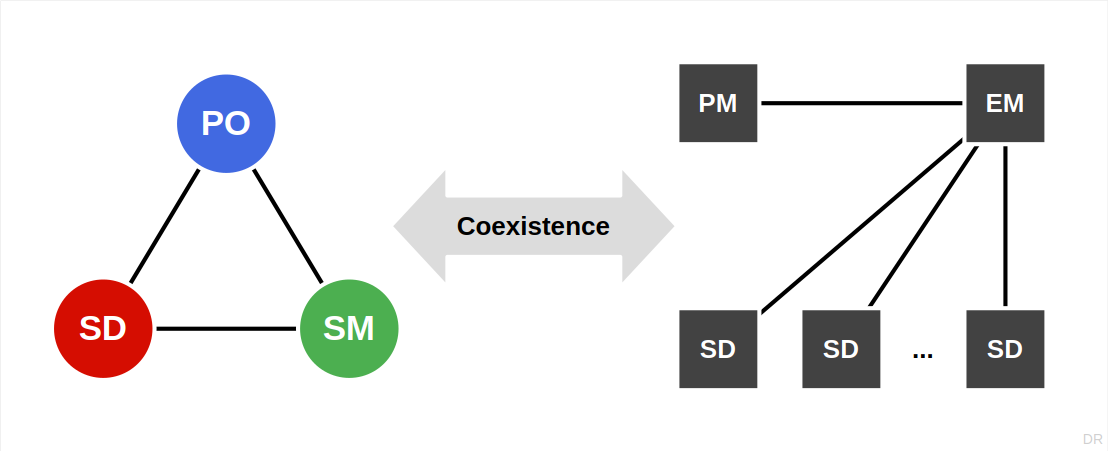 PO
SD
SM
Coexistence
PM
EM
SD
SD
...
SD
DR